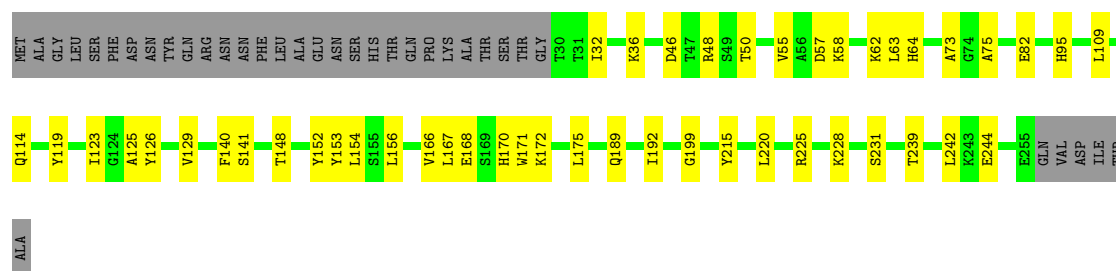 MET ALA GLY LEU SER PHE ASP ASN TYR GLN ARG ASN ASN PHE LEU ALA GLU ASN SER HIS THR GLN PRO LYS ALA THR SER THR GLY T30 T31 I32 K36 D46 T47 R48 S49 T50 V55 A56 D57 K58 K62 L63 H64 A73 G74 A75 E82 H95 L109
Q114 Y119 I123 G124 A125 Y126 V129 F140 S141 T148 Y152 Y153 L154 S155 L156 V166 L167 E168 S169 H170 W171 K172 L175 Q189 I192 G199 Y215 L220 R225 K228 S231 T239 L242 K243 E244 E255 GLN VAL ASP ILE
ALA